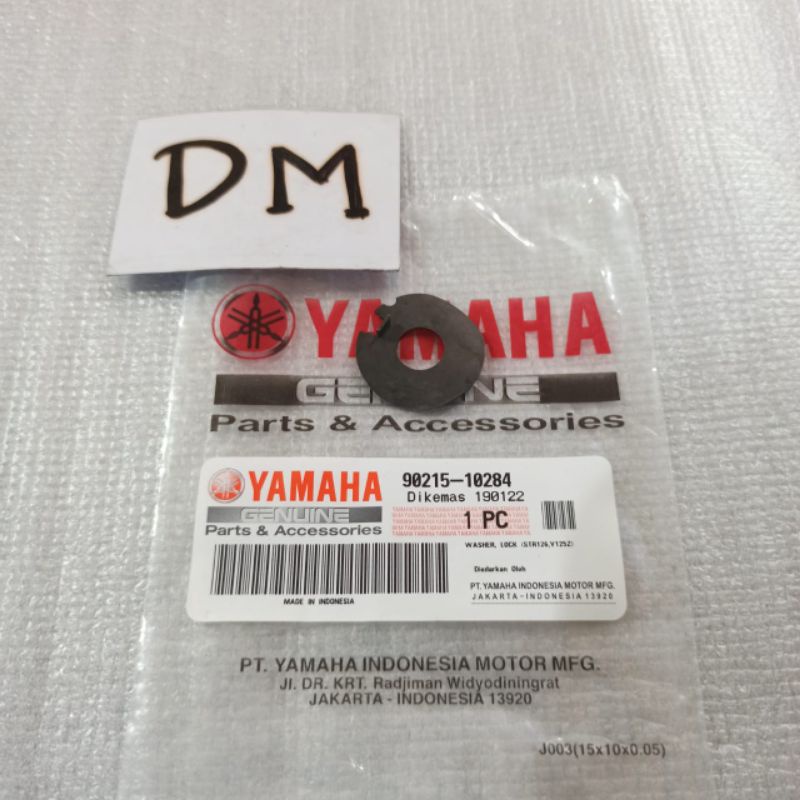 DM
YAMAHA
GENUINE
Parts & Accessories
YAMAHA
GENUINE
Parts & Accessories
90215-10284
Dikemas 190122
1 PC
WASHER, LOCK (STR126,V125Z)
Diedarkan Oleh
PT. YAMAHA INDONESIA MOTOR MFG.
JAKARTA-INDONESIA 13920
MADE IN INDONESIA
PT. YAMAHA INDONESIA MOTOR MFG.
Jl. DR. KRT. Radjiman Widyodiningrat
JAKARTA - INDONESIA 13920
J003(15x10x0.05)